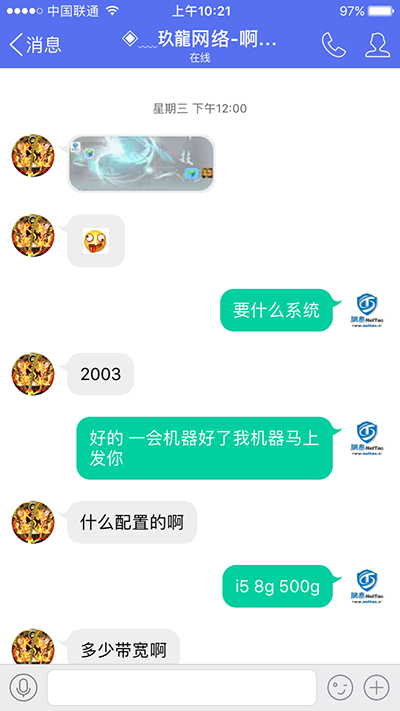 中国联通 上午10:21 97%
消息 ◈﹏玖龍网络-啊...
在线
星期三 下午12:00
技
要什么系统
2003
好的 一会机器好了我机器马上
发你
什么配置的啊
i5 8g 500g
多少带宽啊